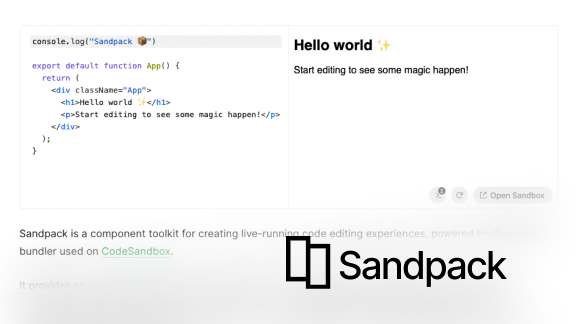 console.log("Sandpack 📦")
export default function App() {
return (
<div className="App">
<h1>Hello world ✨</h1>
<p>Start editing to see some magic happen!</p>
</div>
);
}
Hello world ✨
Start editing to see some magic happen!
2
Open Sandbox
Sandpack is a component toolkit for creating live-running code editing experiences, powered by the
bundler used on CodeSandbox.
It provides
Sandpack